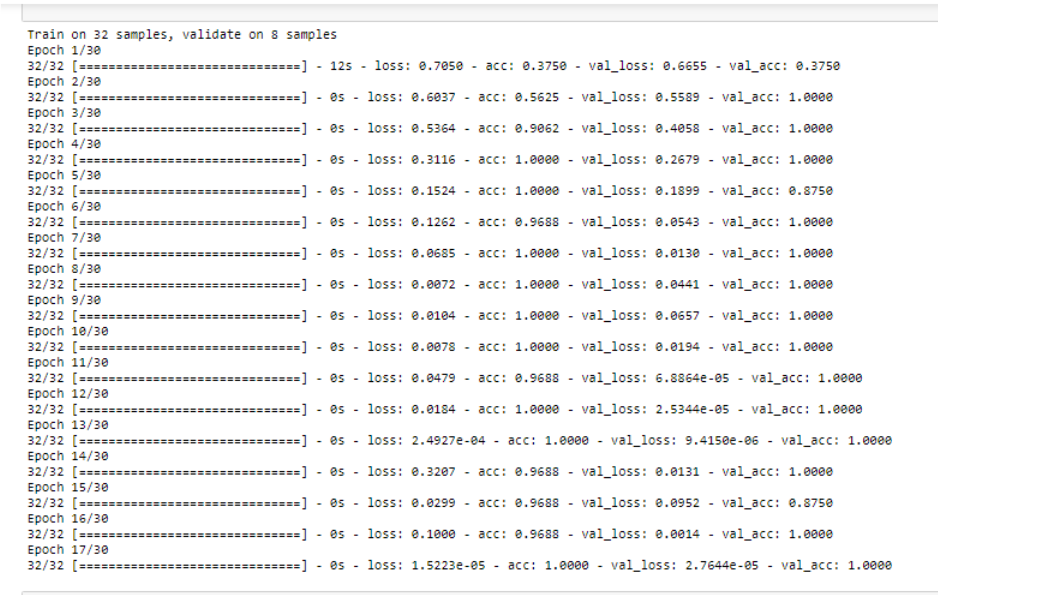 Train on 32 samples, validate on 8 samples
Epoch 1/30
32/32 [==============================] - 12s - loss: 0.7050 - acc: 0.3750 - val_loss: 0.6655 - val_acc: 0.3750
Epoch 2/30
32/32 [==============================] - 0s - loss: 0.6037 - acc: 0.5625 - val_loss: 0.5589 - val_acc: 1.0000
Epoch 3/30
32/32 [==============================] - 0s - loss: 0.5364 - acc: 0.9062 - val_loss: 0.4058 - val_acc: 1.0000
Epoch 4/30
32/32 [==============================] - 0s - loss: 0.3116 - acc: 1.0000 - val_loss: 0.2679 - val_acc: 1.0000
Epoch 5/30
32/32 [==============================] - 0s - loss: 0.1524 - acc: 1.0000 - val_loss: 0.1899 - val_acc: 0.8750
Epoch 6/30
32/32 [==============================] - 0s - loss: 0.1262 - acc: 0.9688 - val_loss: 0.0543 - val_acc: 1.0000
Epoch 7/30
32/32 [==============================] - 0s - loss: 0.0685 - acc: 1.0000 - val_loss: 0.0130 - val_acc: 1.0000
Epoch 8/30
32/32 [==============================] - 0s - loss: 0.0072 - acc: 1.0000 - val_loss: 0.0441 - val_acc: 1.0000
Epoch 9/30
32/32 [==============================] - 0s - loss: 0.0104 - acc: 1.0000 - val_loss: 0.0657 - val_acc: 1.0000
Epoch 10/30
32/32 [==============================] - 0s - loss: 0.0078 - acc: 1.0000 - val_loss: 0.0194 - val_acc: 1.0000
Epoch 11/30
32/32 [==============================] - 0s - loss: 0.0479 - acc: 0.9688 - val_loss: 6.8864e-05 - val_acc: 1.0000
Epoch 12/30
32/32 [==============================] - 0s - loss: 0.0184 - acc: 1.0000 - val_loss: 2.5344e-05 - val_acc: 1.0000
Epoch 13/30
32/32 [==============================] - 0s - loss: 2.4927e-04 - acc: 1.0000 - val_loss: 9.4150e-06 - val_acc: 1.0000
Epoch 14/30
32/32 [==============================] - 0s - loss: 0.3207 - acc: 0.9688 - val_loss: 0.0131 - val_acc: 1.0000
Epoch 15/30
32/32 [==============================] - 0s - loss: 0.0299 - acc: 0.9688 - val_loss: 0.0952 - val_acc: 0.8750
Epoch 16/30
32/32 [==============================] - 0s - loss: 0.1000 - acc: 0.9688 - val_loss: 0.0014 - val_acc: 1.0000
Epoch 17/30
32/32 [==============================] - 0s - loss: 1.5223e-05 - acc: 1.0000 - val_loss: 2.7644e-05 - val_acc: 1.0000